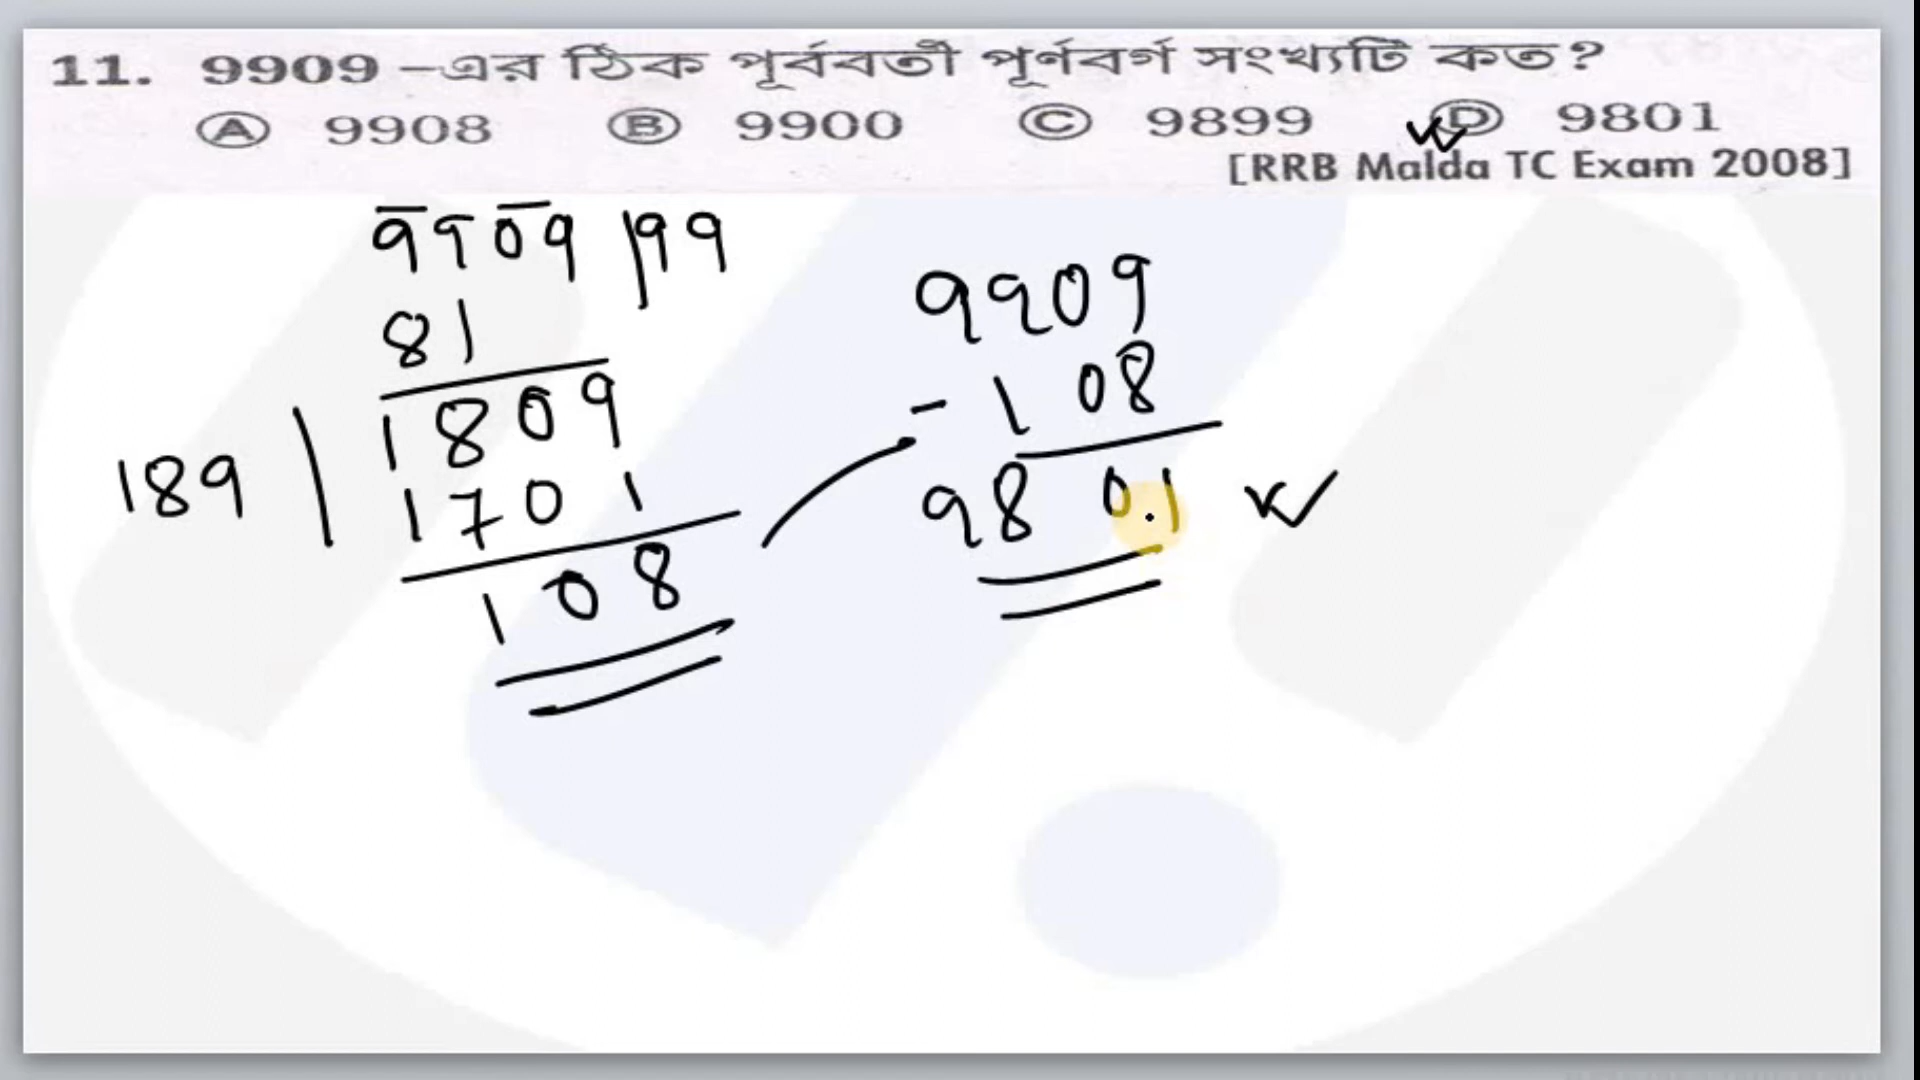 11. 9909 –এর ঠিক পূর্ববর্তী পূর্ণবর্গ সংখ্যটি কত?
Ⓐ 9908 Ⓑ 9900 Ⓒ 9899 Ⓓ 9801
[RRB Malda TC Exam 2008]
9909 | 99
81
1809
189 | 1701
108
9909
- 108
9801